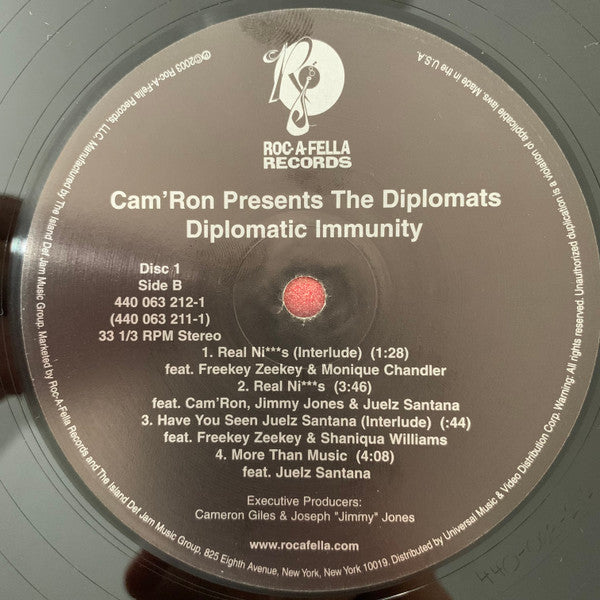 ROC-A-FELLA
RECORDS
Cam'Ron Presents The Diplomats
Diplomatic Immunity
Disc 1
Side B
440 063 212-1
(440 063 211-1)
33 1/3 RPM Stereo
1. Real Ni***s (Interlude) (1:28)
feat. Freekey Zeekey & Monique Chandler
2. Real Ni***s (3:46)
feat. Cam'Ron, Jimmy Jones & Juelz Santana
3. Have You Seen Juelz Santana (Interlude) (:44)
feat. Freekey Zeekey & Shaniqua Williams
4. More Than Music (4:08)
feat. Juelz Santana
Executive Producers:
Cameron Giles & Joseph "Jimmy" Jones
www.rocafella.com
℗©2003 Roc-A-Fella Records, LLC. Manufactured by The Island Def Jam Music Group. Marketed by Roc-A-Fella Records and The Island Def Jam Music Group, 825 Eighth Avenue, New York, New York 10019. Distributed by Universal Music & Video Distribution Corp. Warning: All rights reserved. Unauthorized duplication is a violation of applicable laws. Made in the U.S.A.